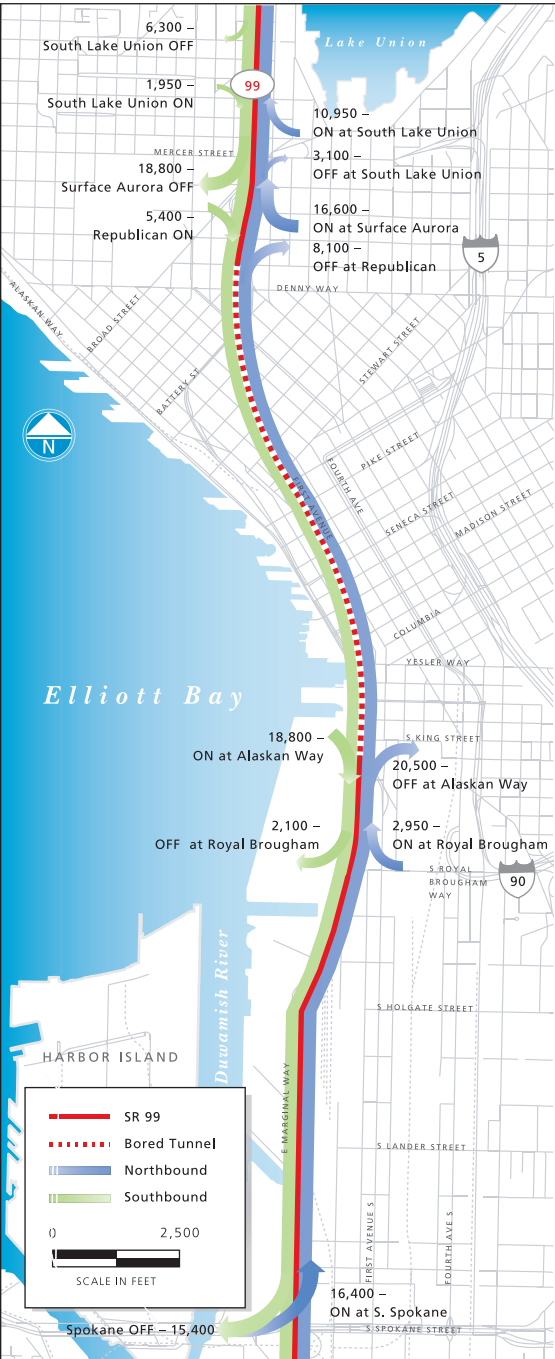 6,300 –
South Lake Union OFF
Lake Union
1,950 –
South Lake Union ON
99
10,950 –
ON at South Lake Union
MERCER STREET
3,100 –
OFF at South Lake Union
18,800 –
Surface Aurora OFF
16,600 –
ON at Surface Aurora
5,400 –
Republican ON
8,100 –
OFF at Republican
5
DENNY WAY
ALASKAN WAY
BROAD STREET
BATTERY ST
STEWART STREET
N
PIKE STREET
FOURTH AVE
FIRST AVENUE
SENECA STREET
MADISON STREET
COLUMBIA
YESLER WAY
Elliott Bay
18,800 –
ON at Alaskan Way
S KING STREET
20,500 –
OFF at Alaskan Way
2,100 –
OFF at Royal Brougham
2,950 –
ON at Royal Brougham
S ROYAL
BROUGHAM
WAY
90
Duwamish River
S HOLGATE STREET
HARBOR ISLAND
E MARGINAL WAY
SR 99
Bored Tunnel
Northbound
Southbound
0 2,500
SCALE IN FEET
S LANDER STREET
FIRST AVENUE S
FOURTH AVE S
16,400 –
ON at S. Spokane
Spokane OFF – 15,400
S SPOKANE STREET